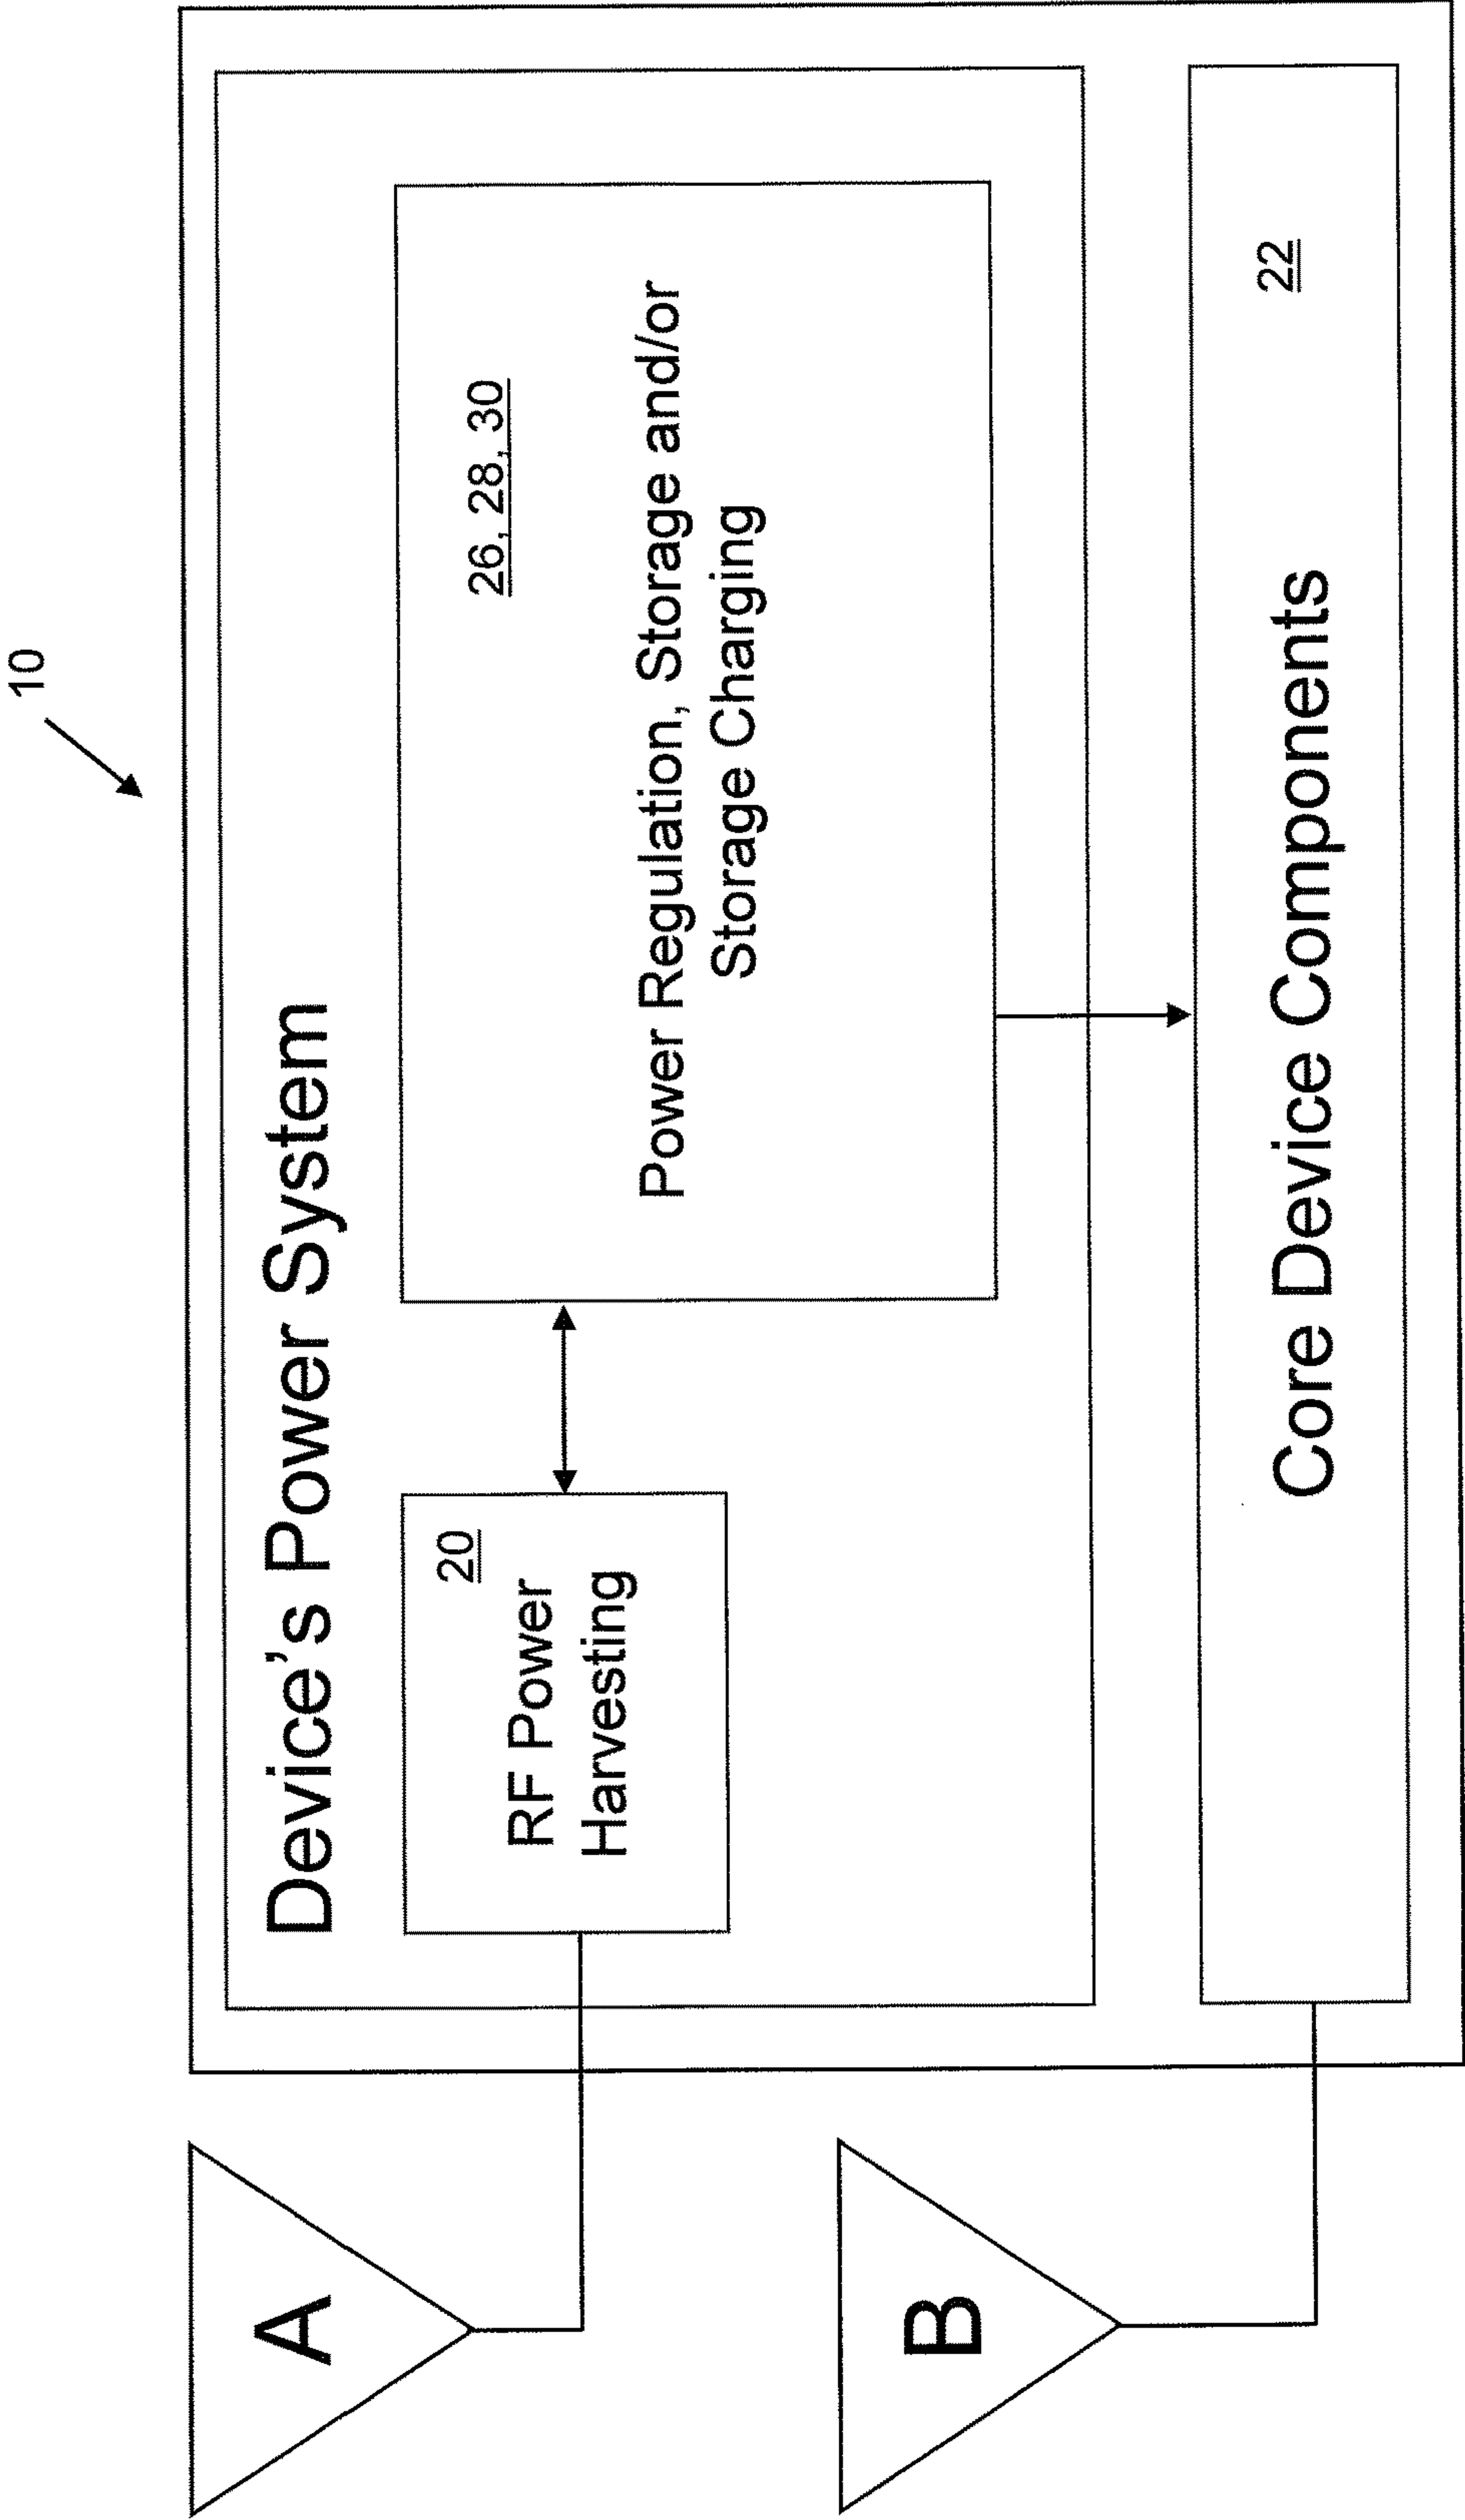 10
A
Device's Power System
20
RF Power
Harvesting
26, 28, 30
Power Regulation, Storage and/or
Storage Charging
B
22
Core Device Components